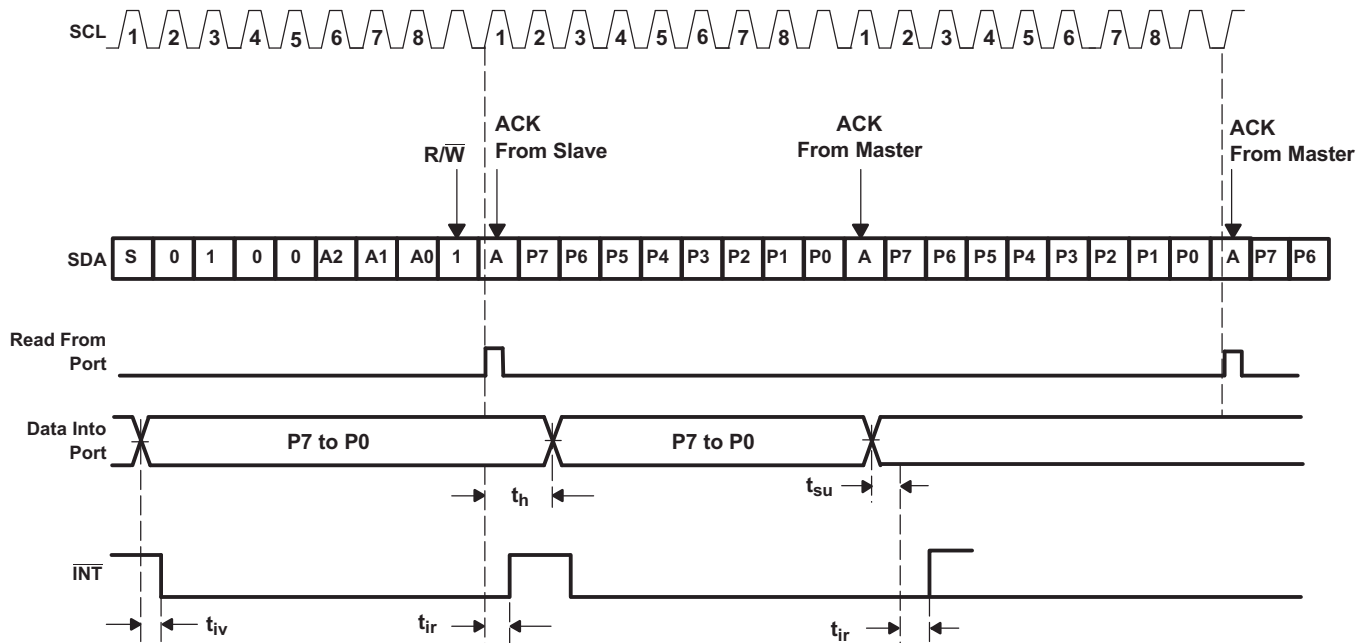 SCL 1 2 3 4 5 6 7 8 1 2 3 4 5 6 7 8 1 2 3 4 5 6 7 8
ACK
From Slave
R/W̅
ACK
From Master
ACK
From Master
SDA S 0 1 0 0 A2 A1 A0 1 A P7 P6 P5 P4 P3 P2 P1 P0 A P7 P6 P5 P4 P3 P2 P1 P0 A P7 P6
Read From
Port
Data Into
Port
P7 to P0 P7 to P0
th tsu
I̅N̅T̅
tiv tir tir